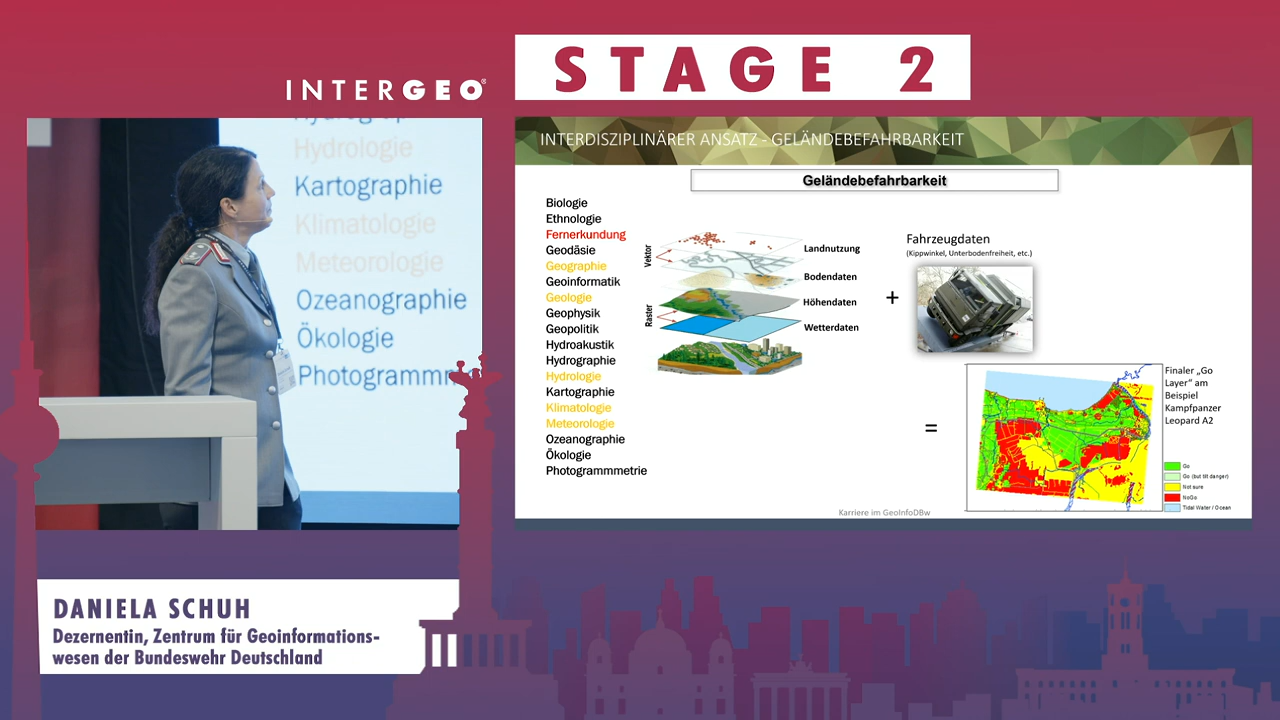 STAGE 2
INTERGEO®
Hydrologie
Kartographie
Klimatologie
Meteorologie
Ozeanographie
Ökologie
INTERDISZIPLINÄRER ANSATZ - GELÄNDEBEFAHRBARKEIT
Geländebefahrbarkeit
Biologie
Ethnologie
Fernerkundung
Geodäsie
Geographie
Geoinformatik
Geologie
Geophysik
Geopolitik
Hydroakustik
Hydrographie
Hydrologie
Kartographie
Klimatologie
Meteorologie
Ozeanographie
Ökologie
Photogrammmetrie
Vektor
Raster
Landnutzung
Bodendaten
Höhendaten
Wetterdaten
+
Fahrzeugdaten
(Kippwinkel, Unterbodenfreiheit, etc.)
=
Finaler „Go
Layer" am
Beispiel
Kampfpanzer
Leopard A2
Go
Go (but tilt danger)
Not sure
NoGo
Tidal Water / Ocean
Karriere im GeoInfoDBw
DANIELA SCHUH
Dezernentin, Zentrum für Geoinformations-
wesen der Bundeswehr Deutschland